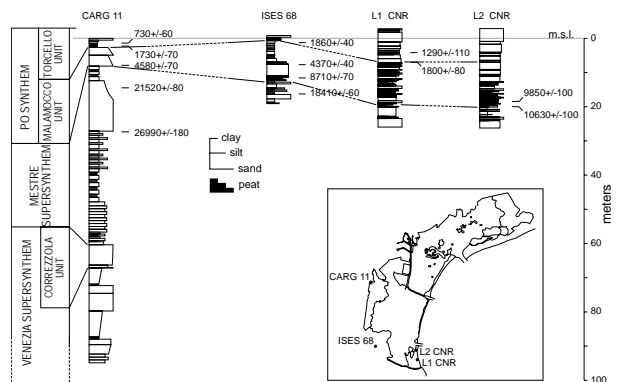 CARG 11
ISES 68
L1 CNR
L2 CNR
m.s.l.
0
20
40
60
80
100
meters
PO SYNTHEM
TORCELLO UNIT
MALAMOCCO UNIT
MESTRE SUPERSYNTHEM
VENEZIA SUPERSYNTHEM
CORREZZOLA UNIT
730+/-60
1730+/-70
4580+/-70
21520+/-80
26990+/-180
1860+/-40
4370+/-40
8710+/-70
18410+/-60
1290+/-110
1800+/-80
9850+/-100
10630+/-100
clay
silt
sand
peat
CARG 11
ISES 68
L2 CNR
L1 CNR